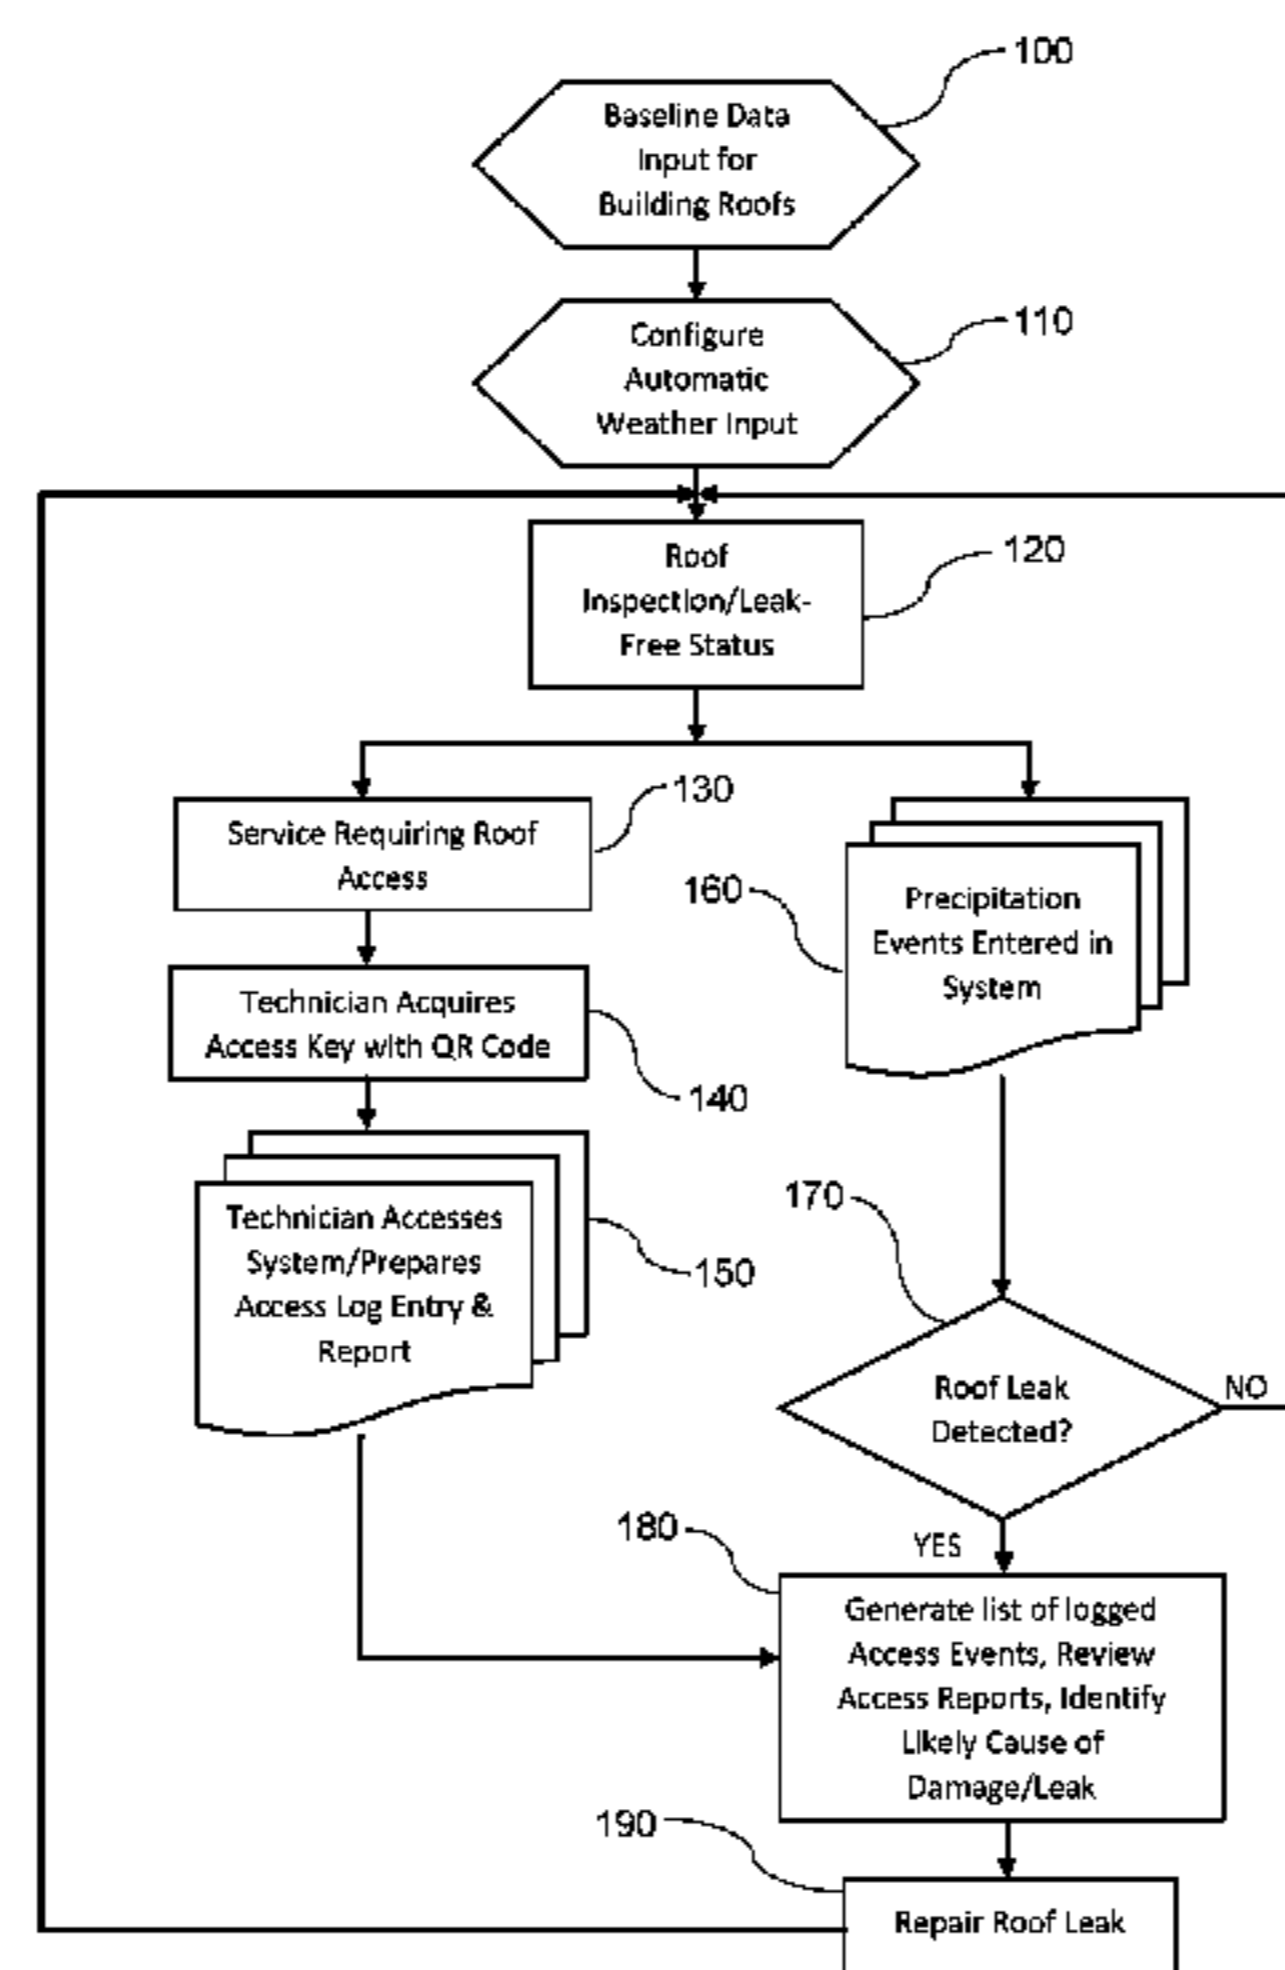 100
Baseline Data
Input for
Building Roofs
110
Configure
Automatic
Weather Input
120
Roof
Inspection/Leak-
Free Status
130
Service Requiring Roof
Access
160
Precipitation
Events Entered in
System
Technician Acquires
Access Key with QR Code
140
170
Technician Accesses
System/Prepares
Access Log Entry &
Report
150
Roof Leak
Detected?
NO
180
YES
Generate list of logged
Access Events, Review
Access Reports, Identify
Likely Cause of
Damage/Leak
190
Repair Roof Leak